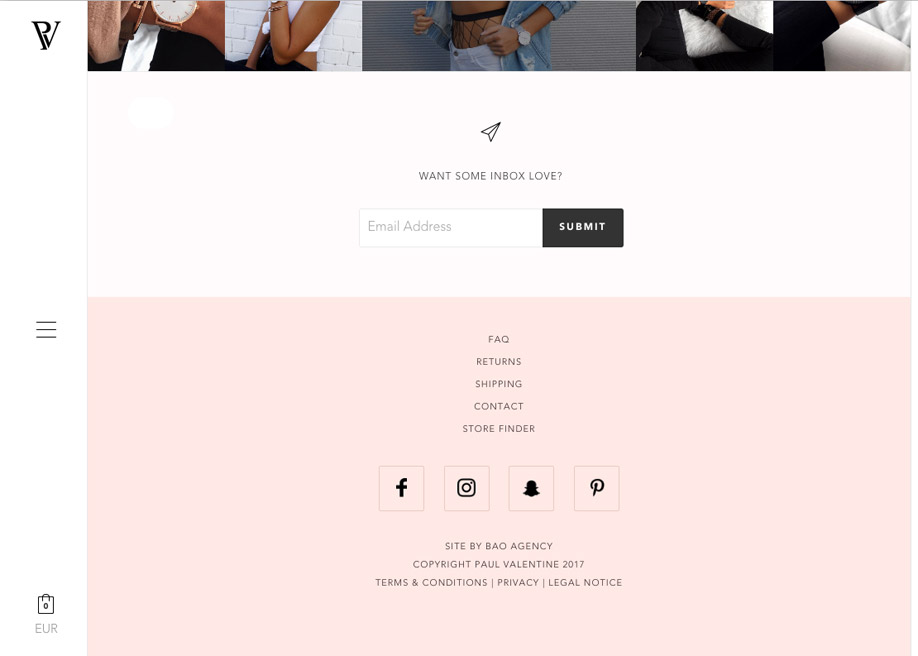 PV
WANT SOME INBOX LOVE?
Email Address
SUBMIT
FAQ
RETURNS
SHIPPING
CONTACT
STORE FINDER
SITE BY BAO AGENCY
COPYRIGHT PAUL VALENTINE 2017
TERMS & CONDITIONS | PRIVACY | LEGAL NOTICE
0
EUR